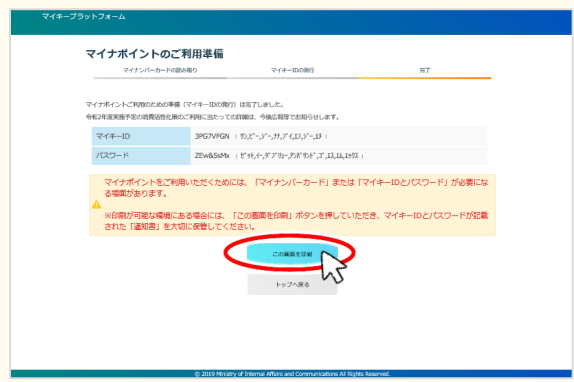 マイキープラットフォーム
マイナポイントのご利用準備
マイナンバーカードの読み取り
マイキーIDの発行
完了
マイナポイントご利用のための準備（マイキーIDの発行）は完了しました。
令和2年度実施予定の消費活性化策のご利用に当たっての詳細は、今後広報等でお知らせします。
マイキーID
3PG7VFGN
パスワード
ZEw8&SsMx
マイナポイントをご利用いただくためには、「マイナンバーカード」または「マイキーIDとパスワード」が必要にな
る場面があります。
※印刷が可能な環境にある場合には、「この画面を印刷」ボタンを押していただき、マイキーIDとパスワードが記載
された「通知書」を大切に保管してください。
この画面を印刷
トップへ戻る
© 2019 Ministry of Internal Affairs and Communications All Rights Reserved.